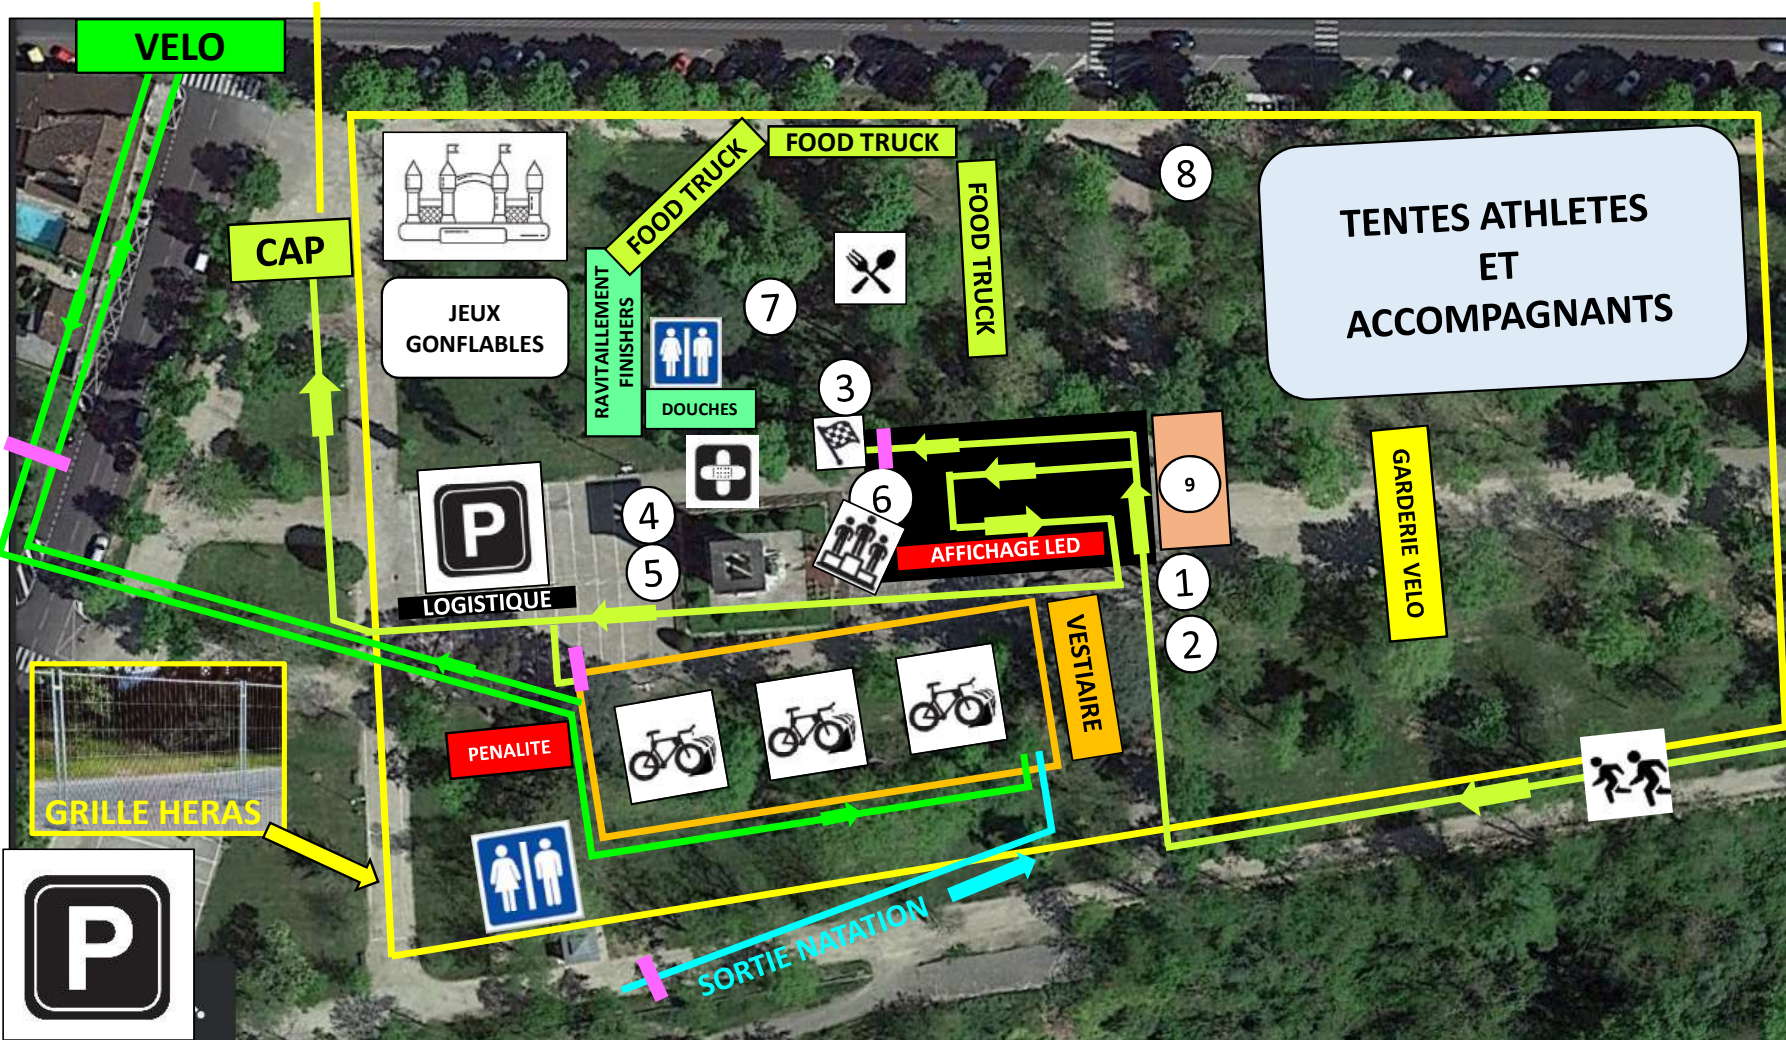 VELO
FOOD TRUCK
FOOD TRUCK
FOOD TRUCK
8
TENTES ATHLETES
ET
ACCOMPAGNANTS
CAP
JEUX
GONFLABLES
RAVITAILLEMENT
FINISHERS
7
3
DOUCHES
6
9
GARDERIE VELO
P
4
5
AFFICHAGE LED
LOGISTIQUE
1
2
VESTIAIRE
PENALITE
GRILLE HERAS
P
SORTIE NATATION